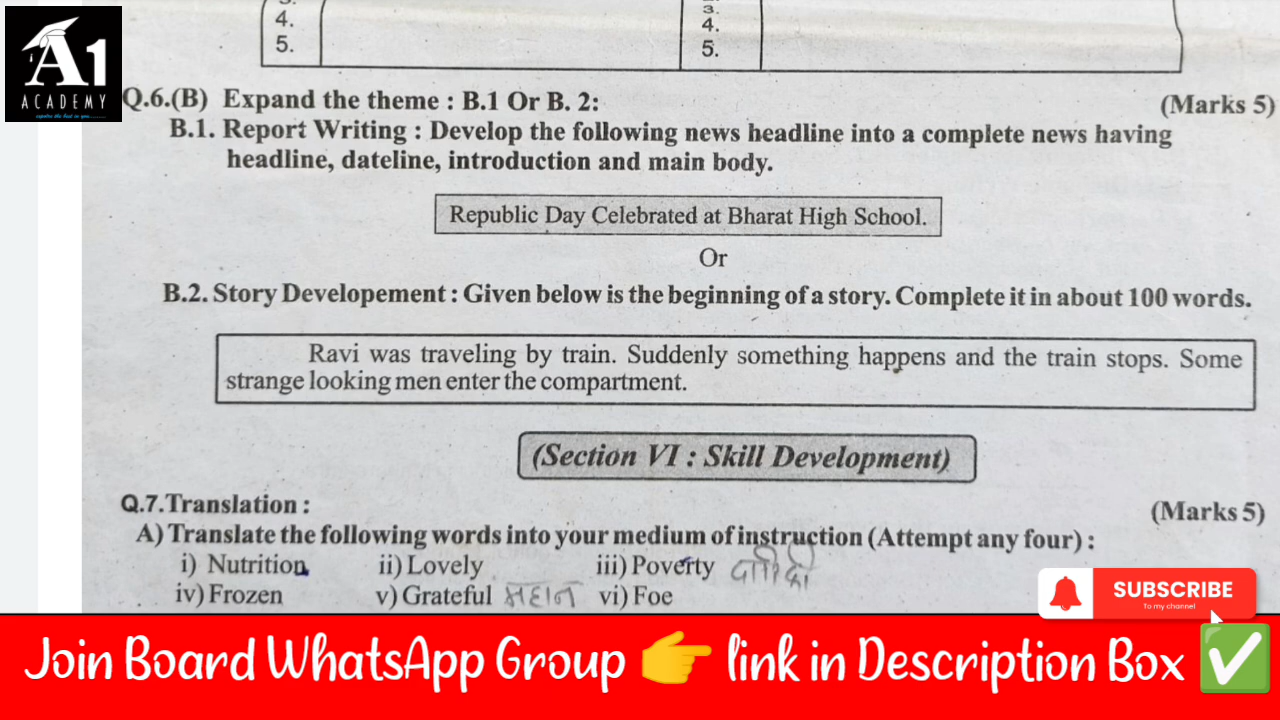 3.
4.
5.
3.
4.
5.
A1
ACADEMY
Q.6.(B) Expand the theme : B.1 Or B. 2: (Marks 5)
B.1. Report Writing : Develop the following news headline into a complete news having
headline, dateline, introduction and main body.
Republic Day Celebrated at Bharat High School.
Or
B.2. Story Developement : Given below is the beginning of a story. Complete it in about 100 words.
Ravi was traveling by train. Suddenly something happens and the train stops. Some
strange looking men enter the compartment.
(Section VI : Skill Development)
Q.7.Translation : (Marks 5)
A) Translate the following words into your medium of instruction (Attempt any four) :
i) Nutrition ii) Lovely iii) Poverty
iv) Frozen v) Grateful महान vi) Foe
SUBSCRIBE
To my channel
Join Board WhatsApp Group 👉 link in Description Box ✅